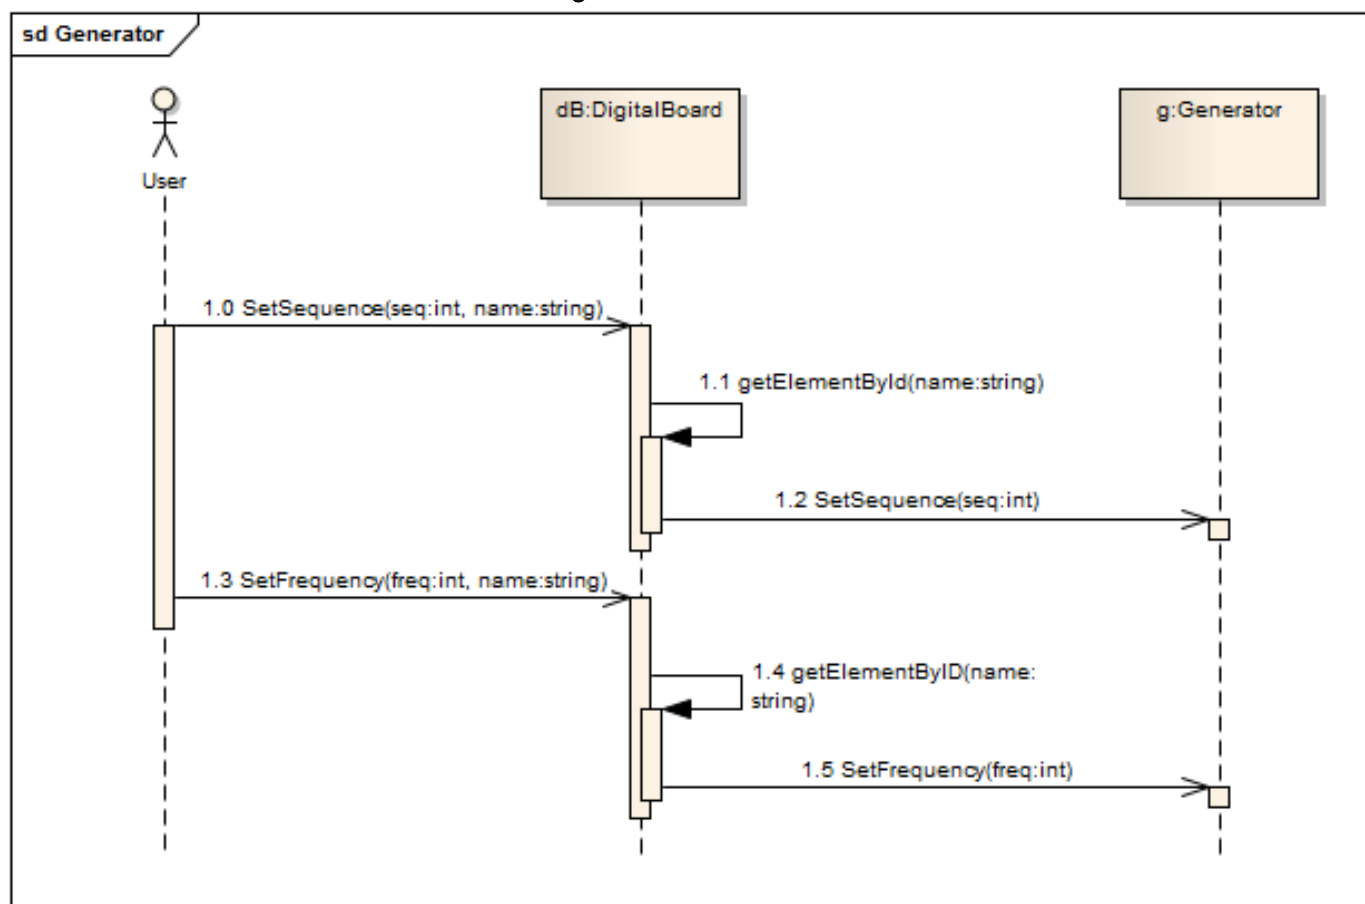 sd Generator
dB:DigitalBoard
g:Generator
User
1.0 SetSequence(seq:int, name:string)
1.1 getElementById(name:string)
1.2 SetSequence(seq:int)
1.3 SetFrequency(freq:int, name:string)
1.4 getElementByID(name:
string)
1.5 SetFrequency(freq:int)